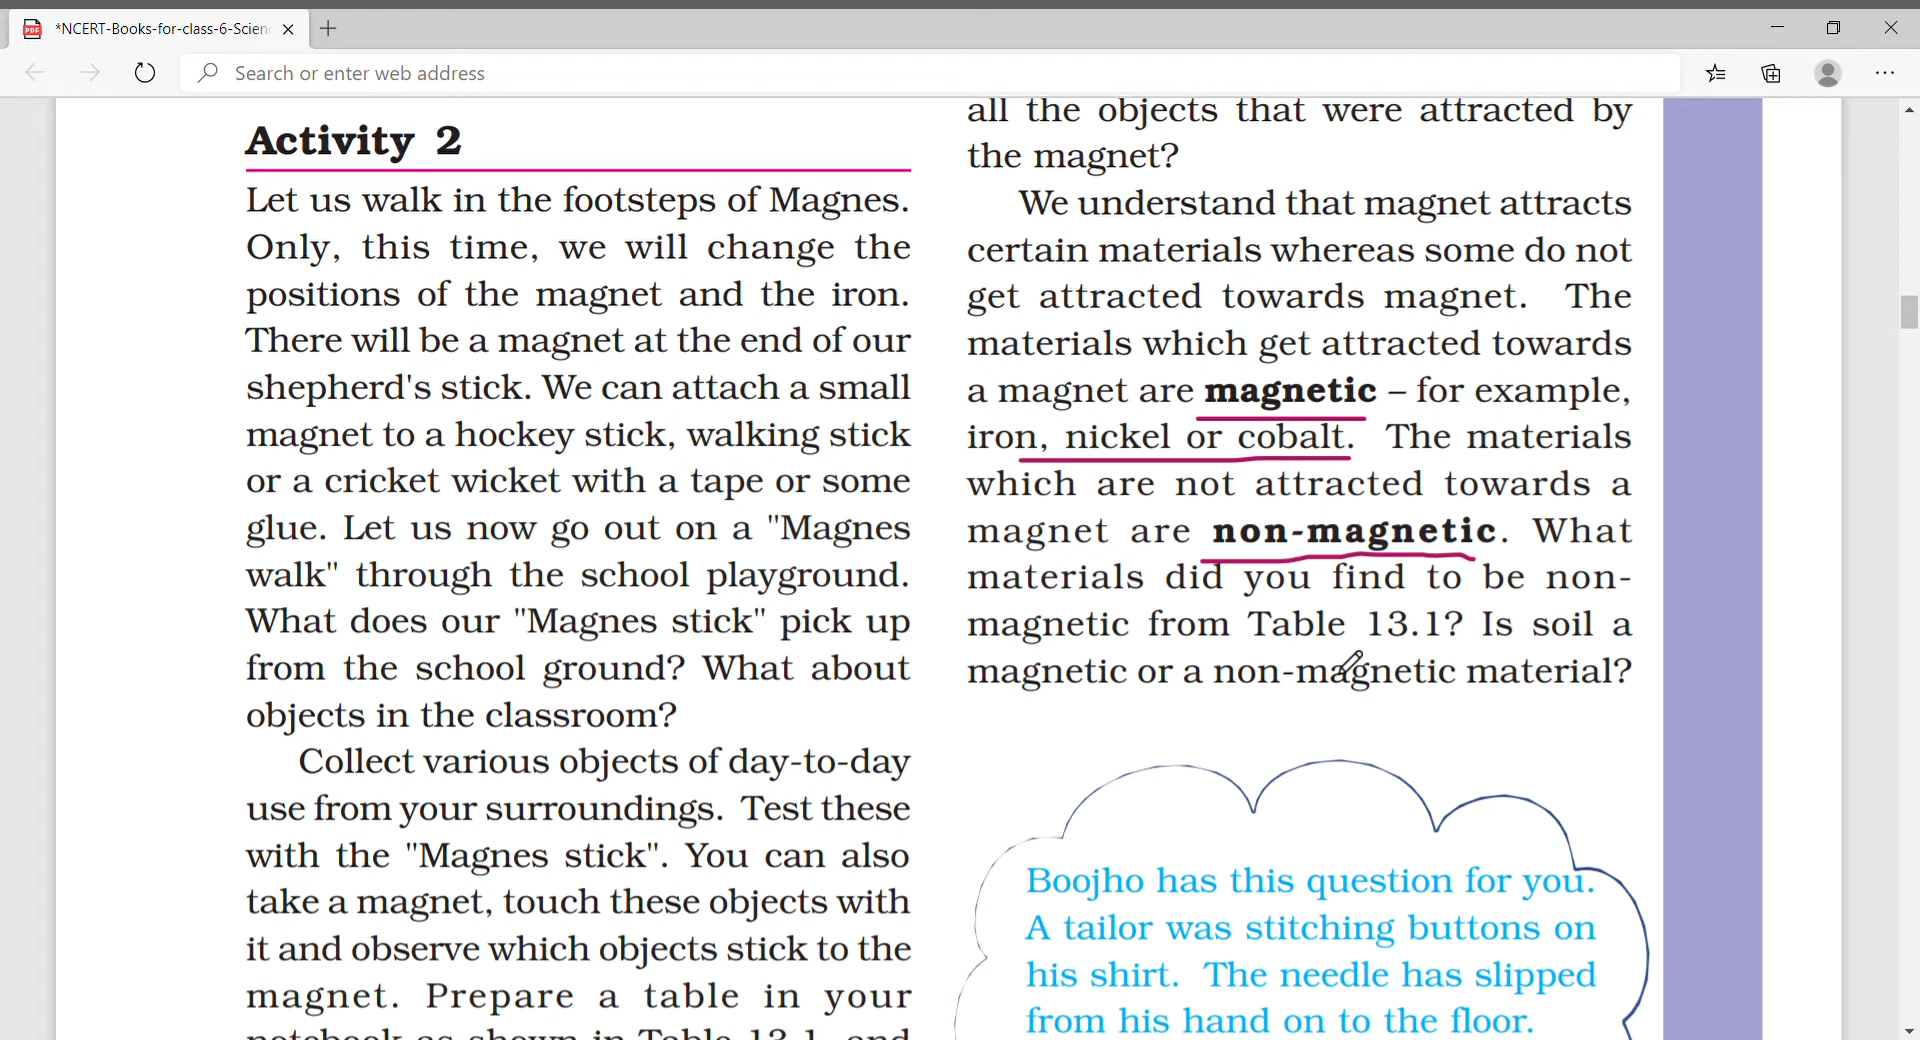 *NCERT-Books-for-class-6-Scien
Search or enter web address
Activity 2
Let us walk in the footsteps of Magnes.
Only, this time, we will change the
positions of the magnet and the iron.
There will be a magnet at the end of our
shepherd's stick. We can attach a small
magnet to a hockey stick, walking stick
or a cricket wicket with a tape or some
glue. Let us now go out on a "Magnes
walk" through the school playground.
What does our "Magnes stick" pick up
from the school ground? What about
objects in the classroom?
Collect various objects of day-to-day
use from your surroundings. Test these
with the "Magnes stick". You can also
take a magnet, touch these objects with
it and observe which objects stick to the
magnet. Prepare a table in your
notebook as shown in Table 13.1, and
all the objects that were attracted by
the magnet?
We understand that magnet attracts
certain materials whereas some do not
get attracted towards magnet. The
materials which get attracted towards
a magnet are magnetic – for example,
iron, nickel or cobalt. The materials
which are not attracted towards a
magnet are non-magnetic. What
materials did you find to be non-
magnetic from Table 13.1? Is soil a
magnetic or a non-magnetic material?
Boojho has this question for you.
A tailor was stitching buttons on
his shirt. The needle has slipped
from his hand on to the floor.